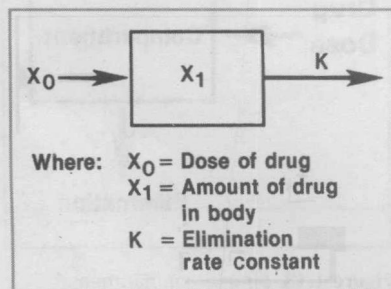 X₀ X₁ K
Where: X₀ = Dose of drug
X₁ = Amount of drug
in body
K = Elimination
rate constant